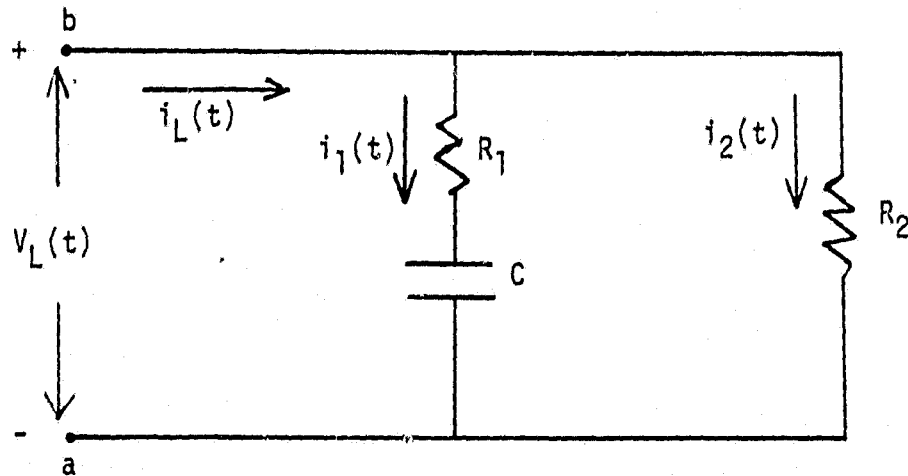 b
+
i_L(t)
i_1(t)
R_1
i_2(t)
R_2
V_L(t)
C
-
a